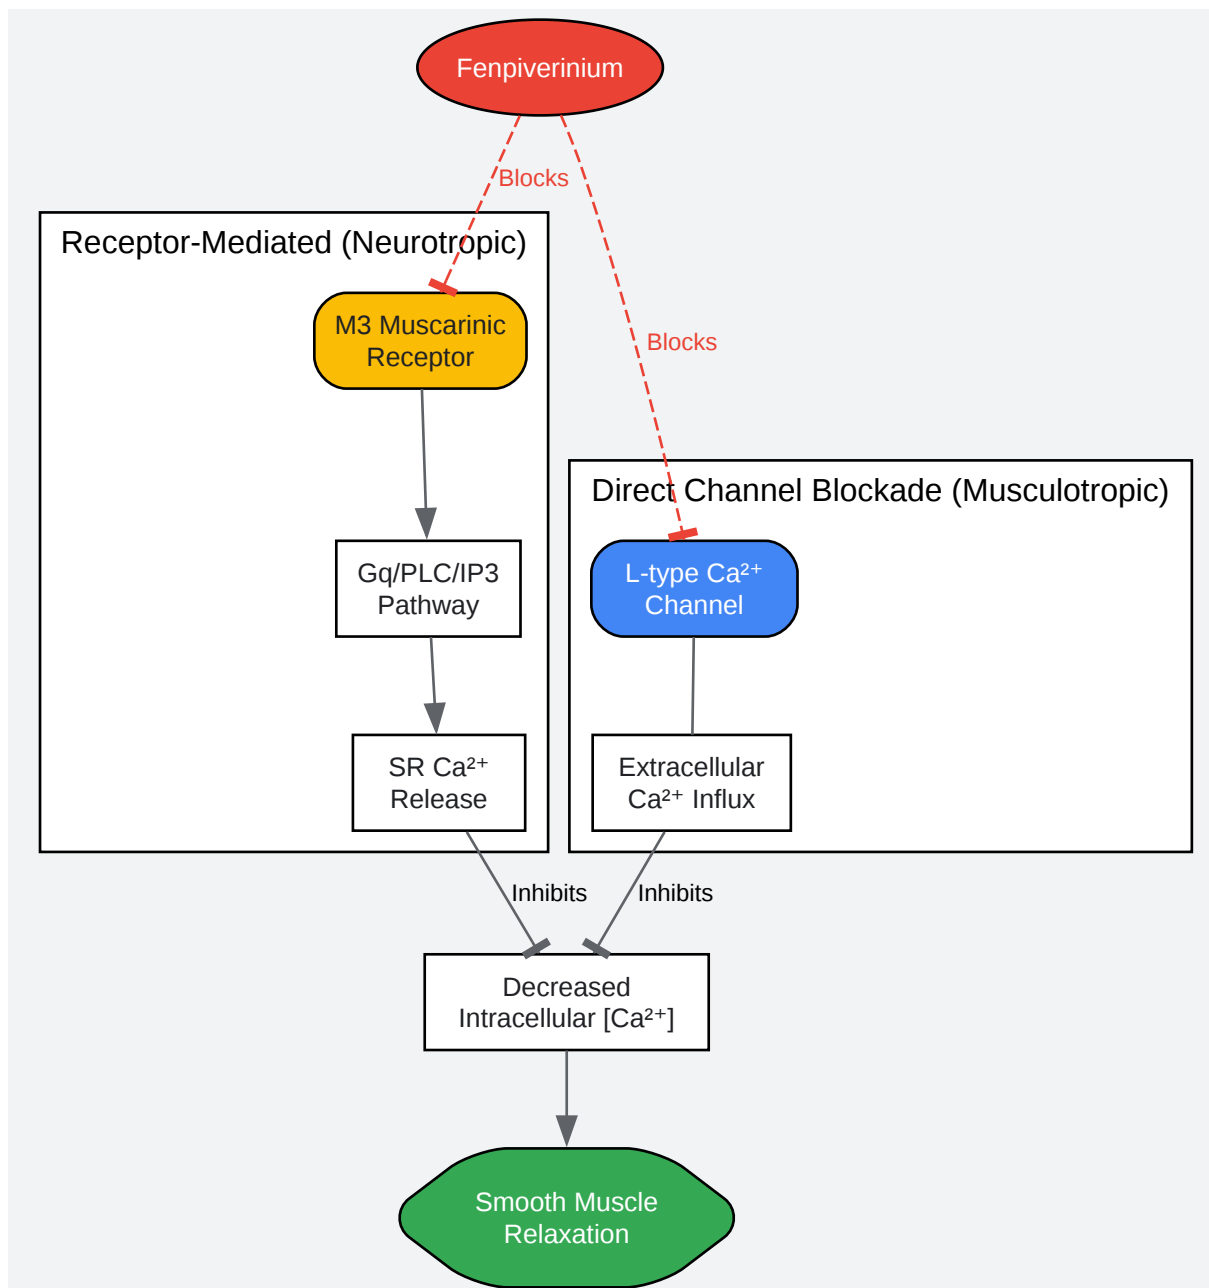 Fenpiverinium
Blocks
Receptor-Mediated (Neurotropic)
M3 Muscarinic
Receptor
Blocks
Direct Channel Blockade (Musculotropic)
Gq/PLC/IP3
Pathway
L-type Ca²⁺
Channel
SR Ca²⁺
Release
Extracellular
Ca²⁺ Influx
Inhibits
Inhibits
Decreased
Intracellular [Ca²⁺]
Smooth Muscle
Relaxation